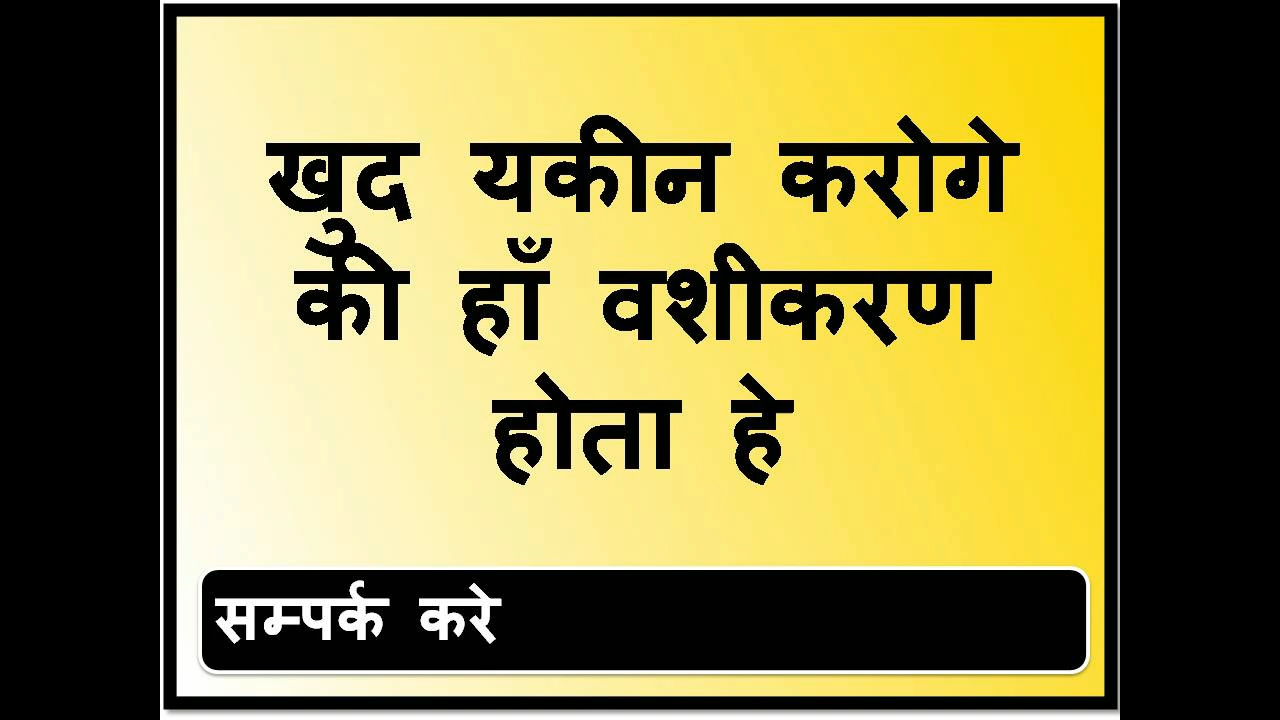 खुद यकीन करोगे
की हाँ वशीकरण
होता हे
सम्पर्क करे